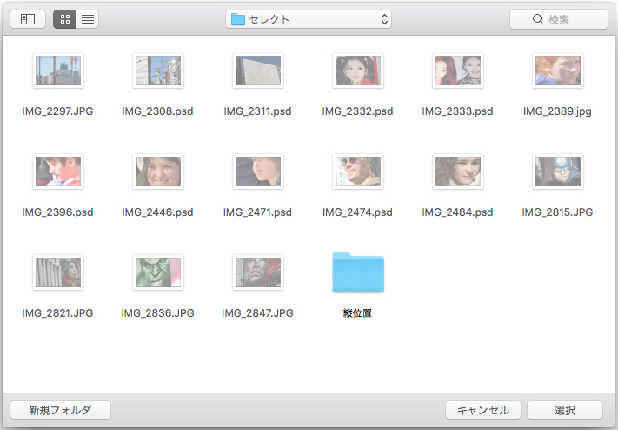 セレクト
検索
IMG_2297.JPG
IMG_2308.psd
IMG_2311.psd
IMG_2332.psd
IMG_2333.psd
IMG_2389.jpg
IMG_2396.psd
IMG_2446.psd
IMG_2471.psd
IMG_2474.psd
IMG_2484.psd
IMG_2815.JPG
IMG_2821.JPG
IMG_2836.JPG
IMG_2847.JPG
縦位置
新規フォルダ
キャンセル
選択